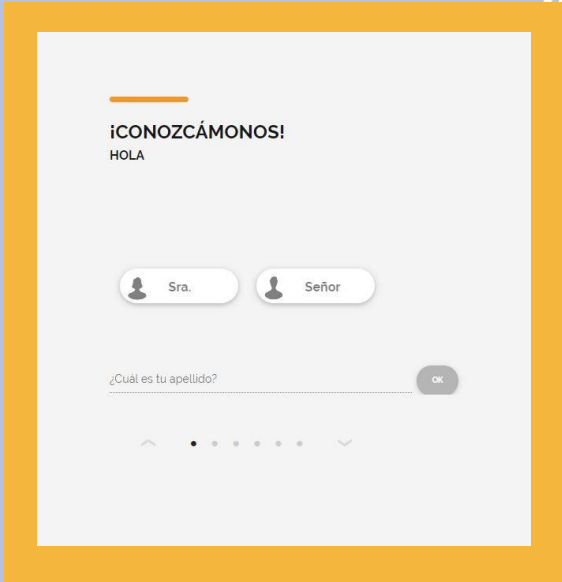 ¡CONOZCÁMONOS!
HOLA
Sra.
Señor
¿Cuál es tu apellido?
OK